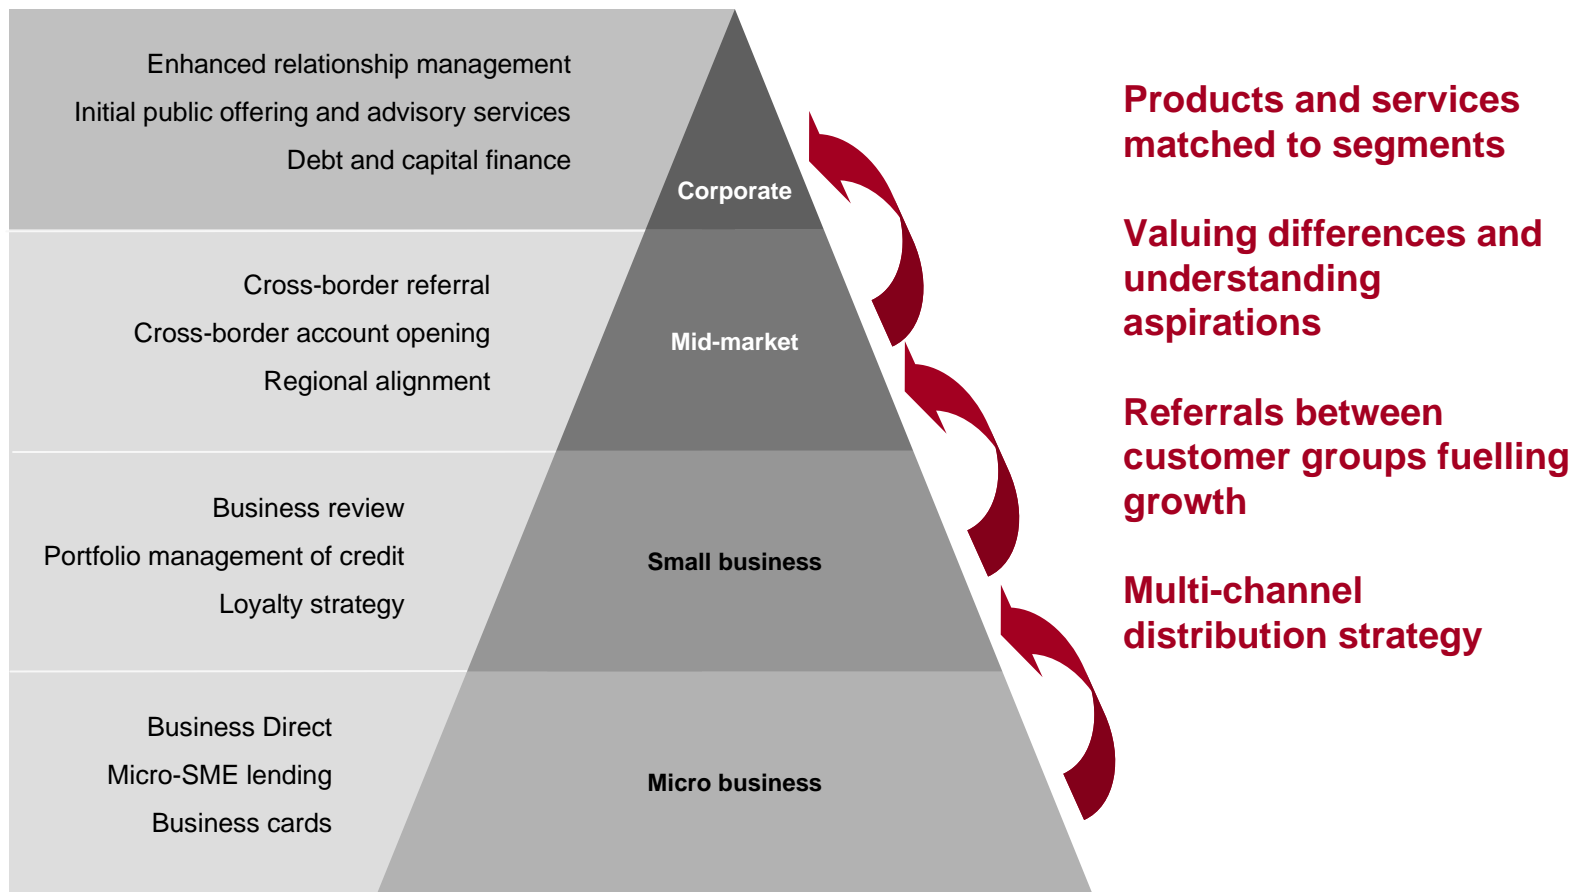 Enhanced relationship management
Initial public offering and advisory services
Debt and capital finance
Corporate
Cross-border referral
Cross-border account opening
Regional alignment
Mid-market
Business review
Portfolio management of credit
Loyalty strategy
Small business
Business Direct
Micro-SME lending
Business cards
Micro business
Products and services
matched to segments
Valuing differences and
understanding
aspirations
Referrals between
customer groups fuelling
growth
Multi-channel
distribution strategy